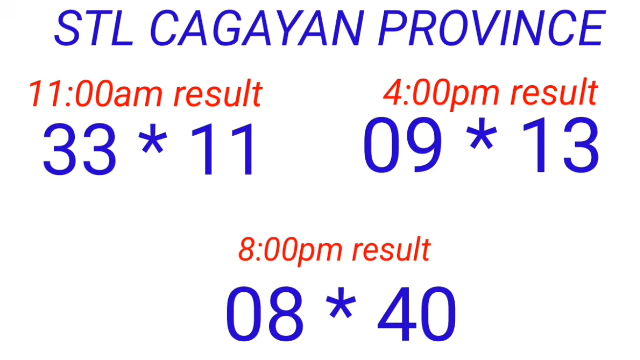 STL CAGAYAN PROVINCE
11:00am result
33 * 11
4:00pm result
09 * 13
8:00pm result
08 * 40